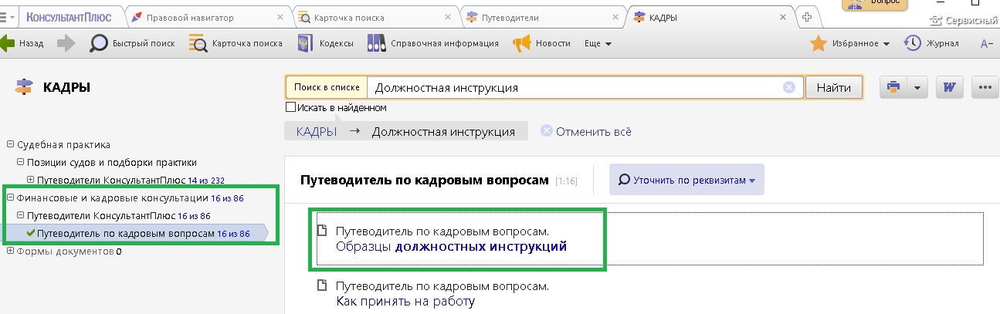 КОНСУЛЬТАНТПЛЮС
Правовой навигатор
Карточка поиска
Путеводители
КАДРЫ
Вопрос
Сервисный
Назад
Быстрый поиск
Карточка поиска
Кодексы
Справочная информация
Новости
Еще
Избранное
Журнал
А−
КАДРЫ
Поиск в списке
Должностная инструкция
Найти
W
Искать в найденном
КАДРЫ → Должностная инструкция
Отменить всё
Судебная практика
Позиции судов и подборки практики
Путеводители КонсультантПлюс 14 из 232
Финансовые и кадровые консультации 16 из 86
Путеводители КонсультантПлюс 16 из 86
Путеводитель по кадровым вопросам 16 из 86
Формы документов 0
Путеводитель по кадровым вопросам [1:16]
Уточнить по реквизитам
Путеводитель по кадровым вопросам.
Образцы должностных инструкций
Путеводитель по кадровым вопросам.
Как принять на работу